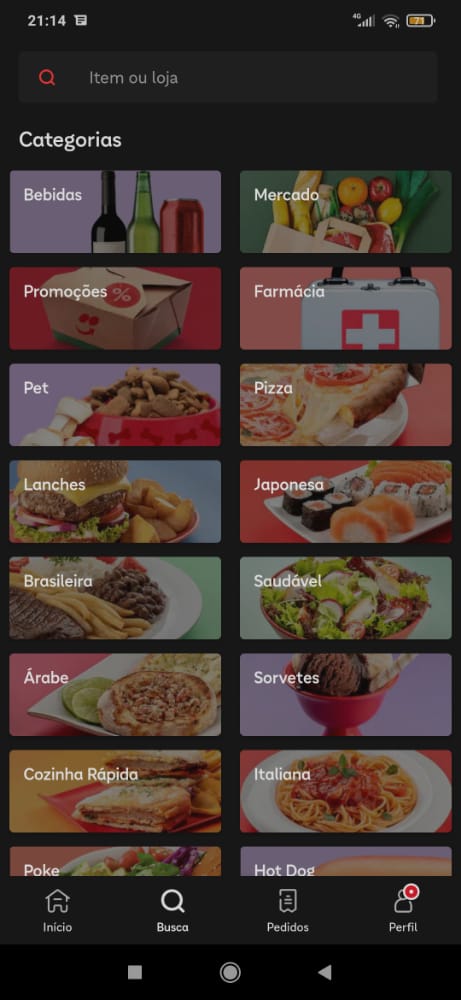 21:14
4G
71
Item ou loja
Categorias
Bebidas
Mercado
Promoções
%
Farmácia
Pet
Pizza
Lanches
Japonesa
Brasileira
Saudável
Árabe
Sorvetes
Cozinha Rápida
Italiana
Poke
Hot Dog
Início
Busca
Pedidos
Perfil